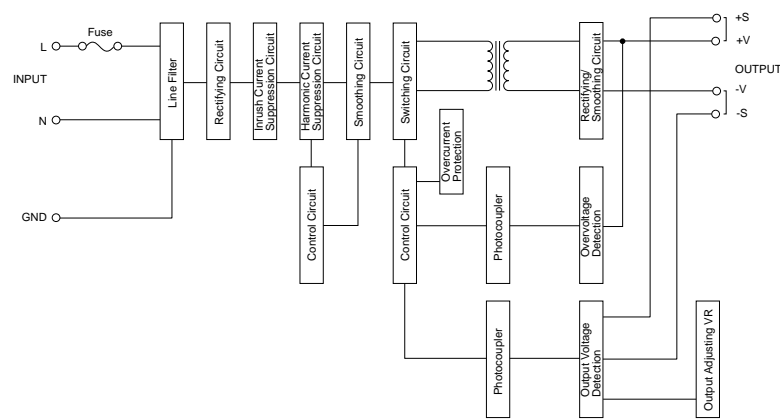 Fuse
L
INPUT
N
GND
Line Filter
Rectifying Circuit
Inrush Current
Suppression Circuit
Harmonic Current
Suppression Circuit
Smoothing Circuit
Switching Circuit
Rectifying/
Smoothing Circuit
+S
+V
OUTPUT
-V
-S
Overcurrent
Protection
Control Circuit
Control Circuit
Photocoupler
Overvoltage
Detection
Photocoupler
Output Voltage
Detection
Output Adjusting VR